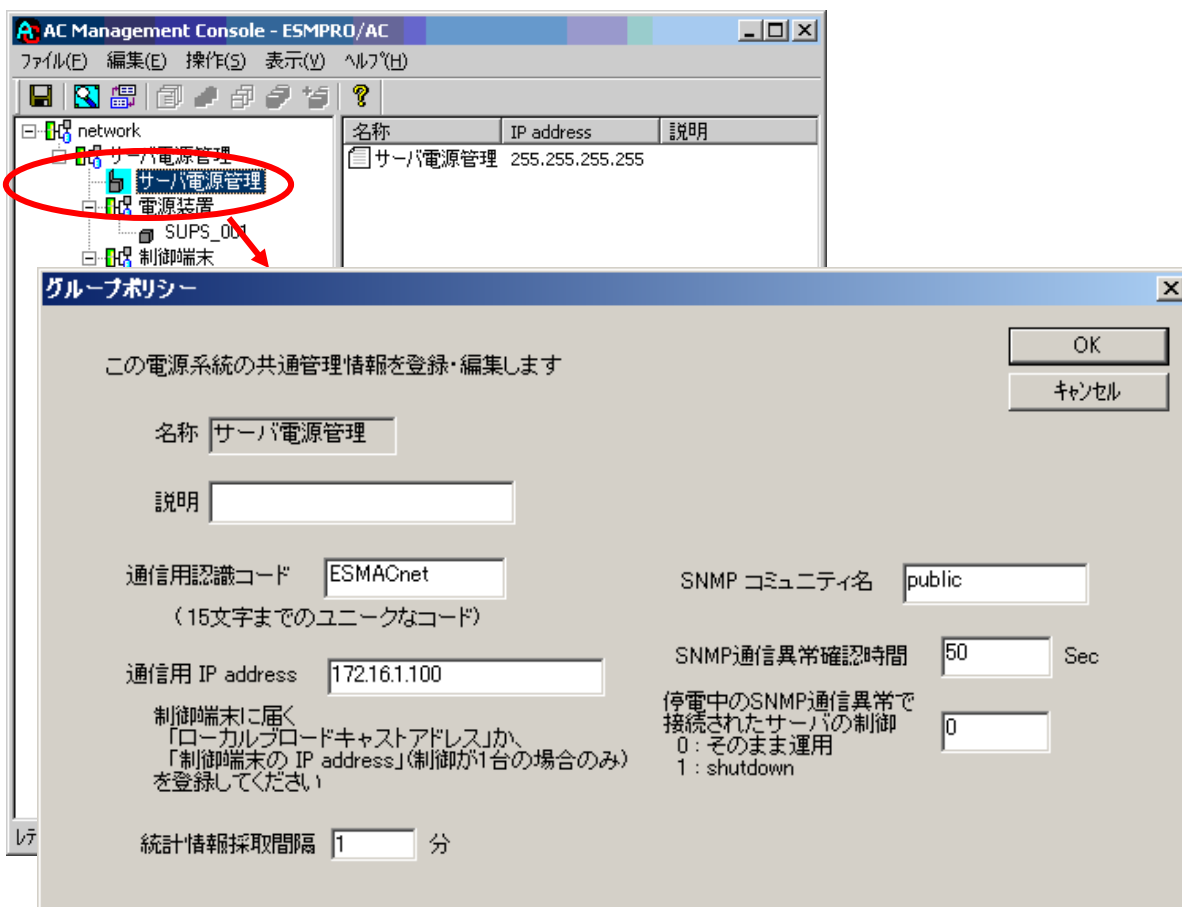 AC Management Console - ESMPRO/AC
ファイル(F) 編集(E) 操作(S) 表示(V) ヘルプ(H)
network
サーバ電源管理
サーバ電源管理
電源装置
SUPS_001
制御端末
名称 IP address 説明
サーバ電源管理 255.255.255.255
レデ
グループポリシー
この電源系統の共通管理情報を登録・編集します
OK
キャンセル
名称 サーバ電源管理
説明
通信用認識コード ESMACnet
(15文字までのユニークなコード)
通信用 IP address 172.16.1.100
制御端末に届く
「ローカルブロードキャストアドレス」か、
「制御端末の IP address」(制御が1台の場合のみ)
を登録してください
統計情報採取間隔 1 分
SNMP コミュニティ名 public
SNMP通信異常確認時間 50 Sec
停電中のSNMP通信異常で
接続されたサーバの制御 0
0 : そのまま運用
1 : shutdown